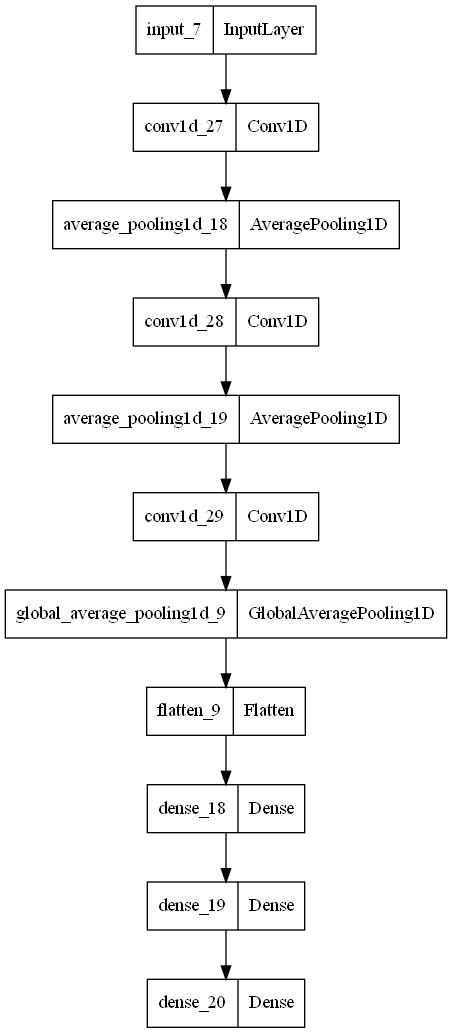 input_7 InputLayer
conv1d_27 Conv1D
average_pooling1d_18 AveragePooling1D
conv1d_28 Conv1D
average_pooling1d_19 AveragePooling1D
conv1d_29 Conv1D
global_average_pooling1d_9 GlobalAveragePooling1D
flatten_9 Flatten
dense_18 Dense
dense_19 Dense
dense_20 Dense